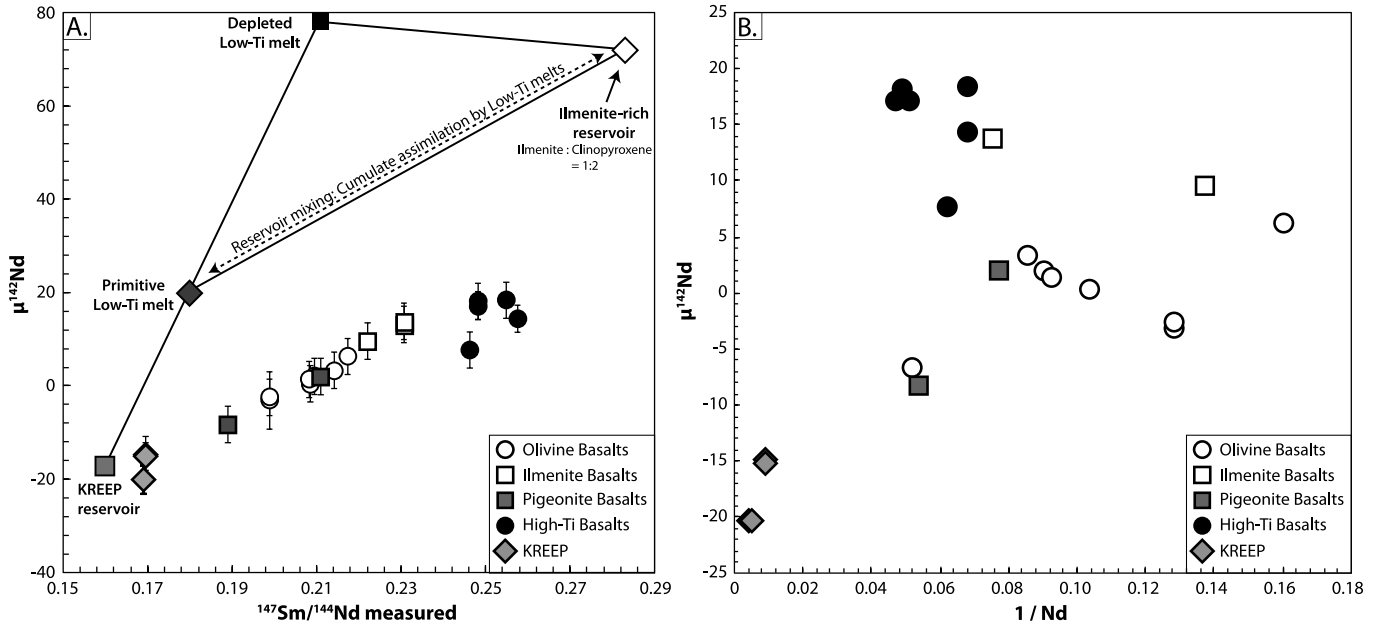 A.
80
60
40
20
0
-20
-40
μ¹⁴²Nd
0.15
0.17
0.19
0.21
0.23
0.25
0.27
0.29
¹⁴⁷Sm/¹⁴⁴Nd measured
Depleted
Low-Ti melt
Ilmenite-rich
reservoir
Ilmenite : Clinopyroxene
= 1:2
Reservoir mixing: Cumulate assimilation by Low-Ti melts
Primitive
Low-Ti melt
KREEP
reservoir
Olivine Basalts
Ilmenite Basalts
Pigeonite Basalts
High-Ti Basalts
KREEP
B.
25
20
15
10
5
0
-5
-10
-15
-20
-25
μ¹⁴²Nd
0
0.02
0.04
0.06
0.08
0.10
0.12
0.14
0.16
0.18
1 / Nd
Olivine Basalts
Ilmenite Basalts
Pigeonite Basalts
High-Ti Basalts
KREEP